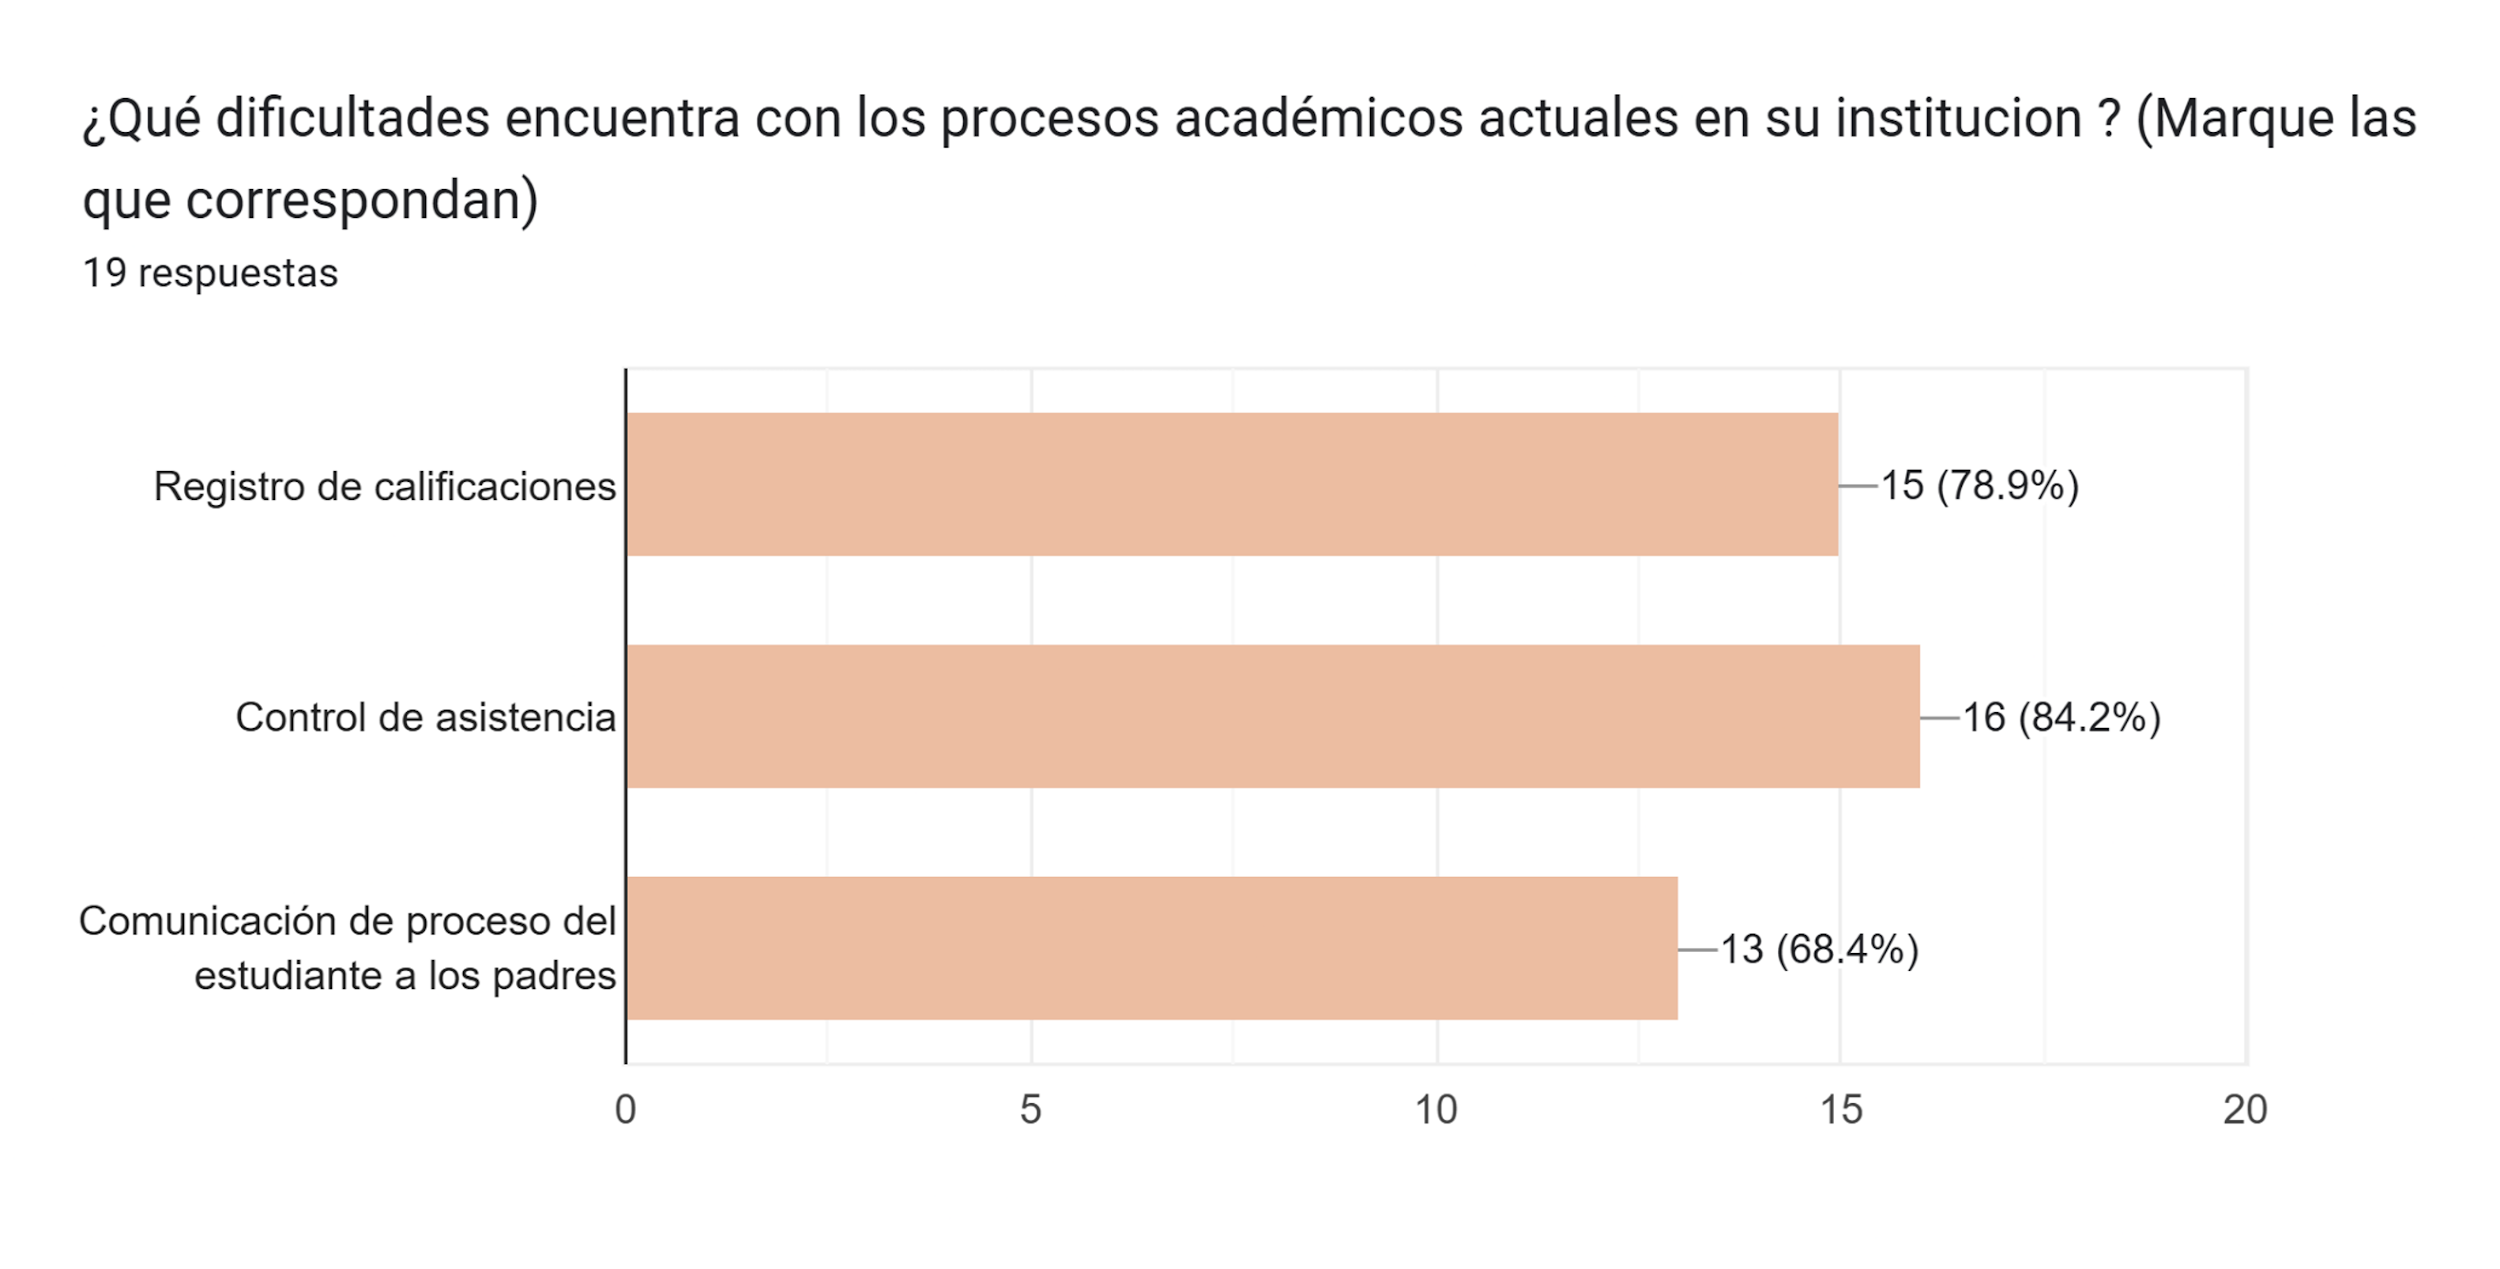 ¿Qué dificultades encuentra con los procesos académicos actuales en su institucion ? (Marque las
que correspondan)
19 respuestas
Registro de calificaciones
15 (78.9%)
Control de asistencia
16 (84.2%)
Comunicación de proceso del
estudiante a los padres
13 (68.4%)
0 5 10 15 20